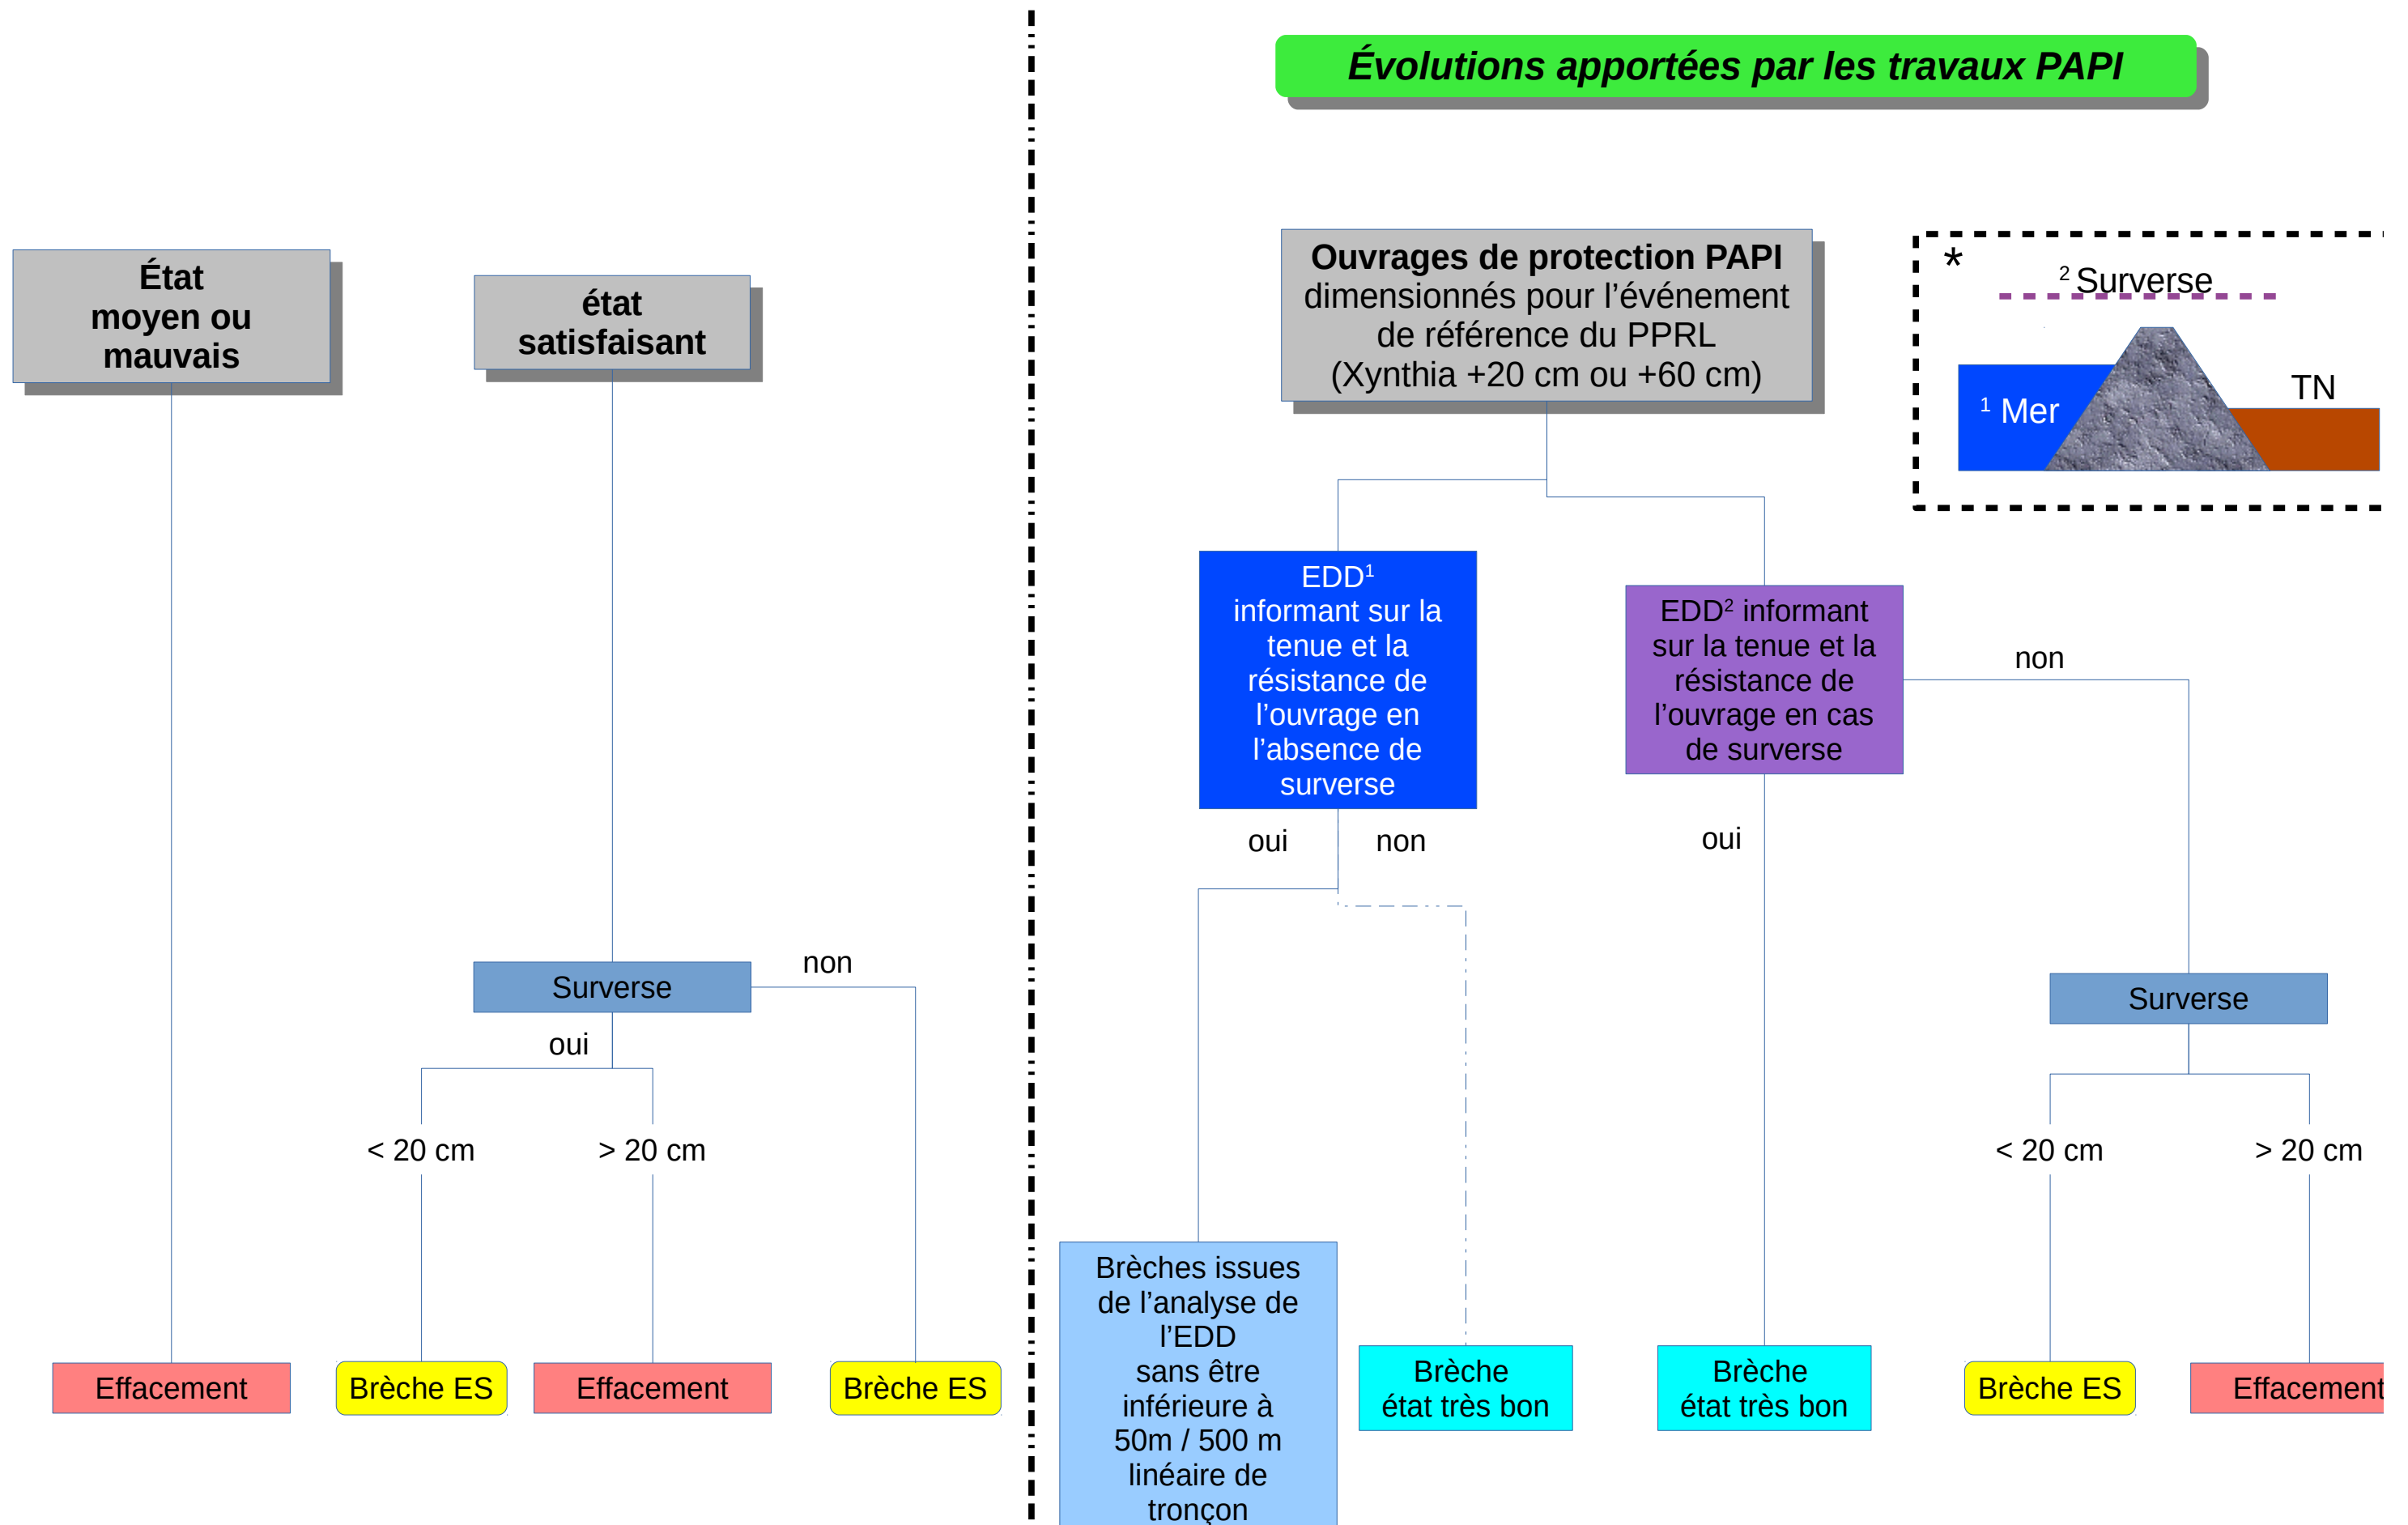 Évolutions apportées par les travaux PAPI
État
moyen ou
mauvais
état
satisfaisant
Surverse
non
oui
< 20 cm
> 20 cm
Effacement
Brèche ES
Effacement
Brèche ES
Ouvrages de protection PAPI
dimensionnés pour l’événement
de référence du PPRL
(Xynthia +20 cm ou +60 cm)
*
2 Surverse
1 Mer
TN
EDD1
informant sur la
tenue et la
résistance de
l’ouvrage en
l’absence de
surverse
EDD2 informant
sur la tenue et la
résistance de
l’ouvrage en cas
de surverse
non
oui
non
oui
Surverse
< 20 cm
> 20 cm
Brèches issues
de l’analyse de
l’EDD
sans être
inférieure à
50m / 500 m
linéaire de
tronçon
Brèche
état très bon
Brèche
état très bon
Brèche ES
Effacement